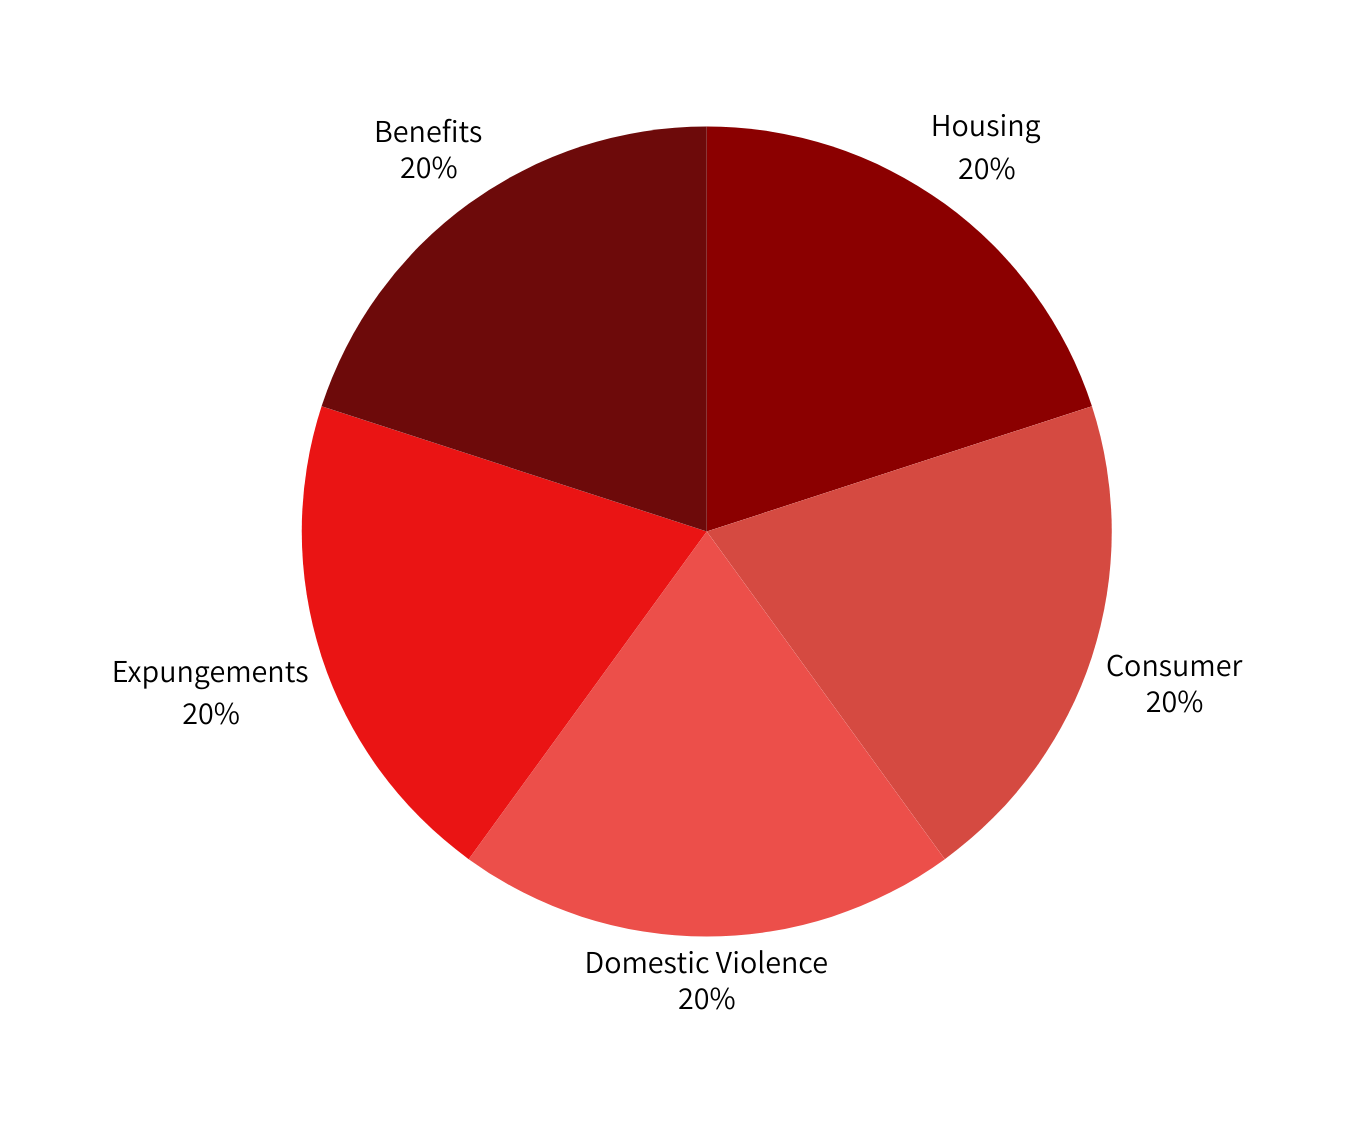 Benefits
20%
Housing
20%
Expungements
20%
Consumer
20%
Domestic Violence
20%